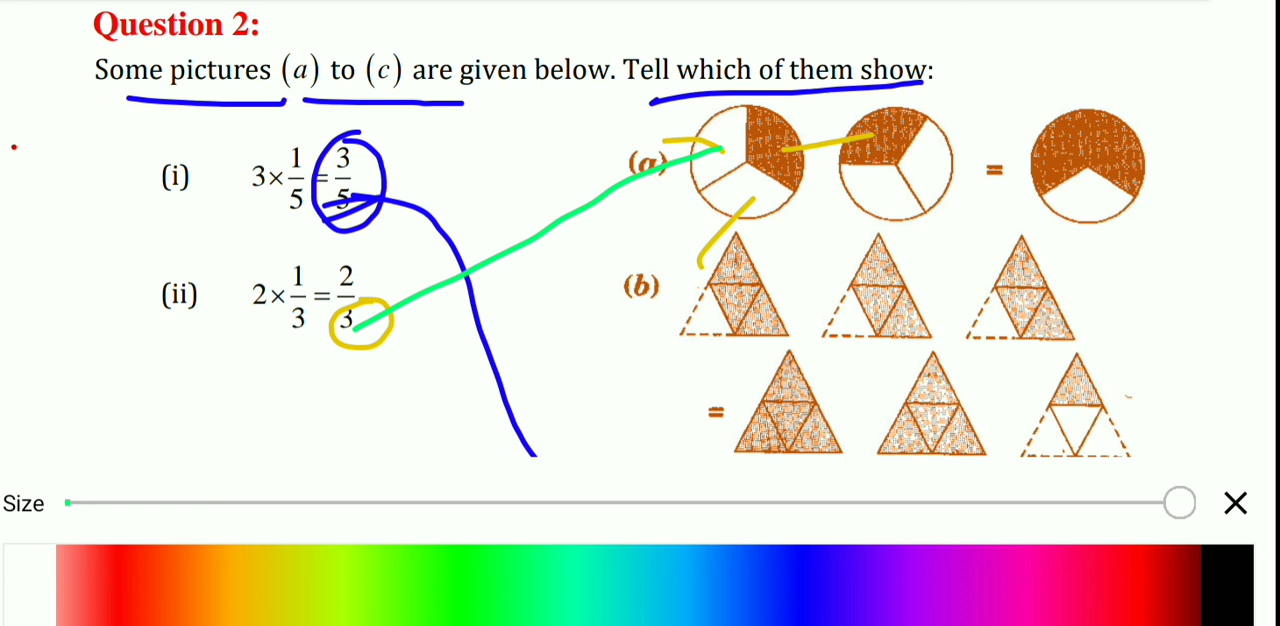 Question 2:
Some pictures (a) to (c) are given below. Tell which of them show:
(i) 3×1/5=3/5
(a) =
(ii) 2×1/3=2/3
(b)
=
Size ×